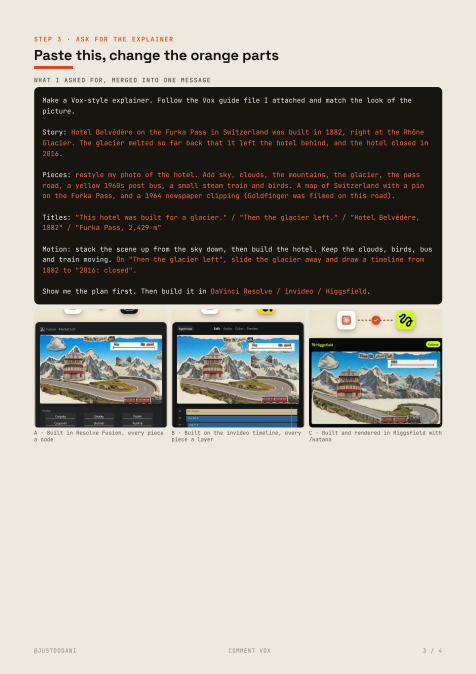 STEP 3 · ASK FOR THE EXPLAINER
Paste this, change the orange parts
WHAT I ASKED FOR, MERGED INTO ONE MESSAGE
Make a Vox-style explainer. Follow the Vox guide file I attached and match the look of the
picture.
Story: Hotel Belvédère on the Furka Pass in Switzerland was built in 1882, right at the Rhône
Glacier. The glacier melted so far back that it left the hotel behind, and the hotel closed in
2016.
Pieces: restyle my photo of the hotel. Add sky, clouds, the mountains, the glacier, the pass
road, a yellow 1960s post bus, a small steam train and birds. A map of Switzerland with a pin
on the Furka Pass, and a 1964 newspaper clipping (Goldfinger was filmed on this road).
Titles: "This hotel was built for a glacier." / "Then the glacier left." / "Hotel Belvédère,
1882" / "Furka Pass, 2,429 m"
Motion: stack the scene up from the sky down, then build the hotel. Keep the clouds, birds, bus
and train moving. On "Then the glacier left", slide the glacier away and draw a timeline from
1882 to "2016: closed".
Show me the plan first. Then build it in DaVinci Resolve / invideo / Higgsfield.
Fusion · MediaOut1
Edit Audio Color Preview
Higgsfield
A · Built in Resolve Fusion, every piece
a node
B · Built on the invideo timeline, every
piece a layer
C · Built and rendered in Higgsfield with
/katana
@JUSTDODANI
COMMENT VOX
3 / 4